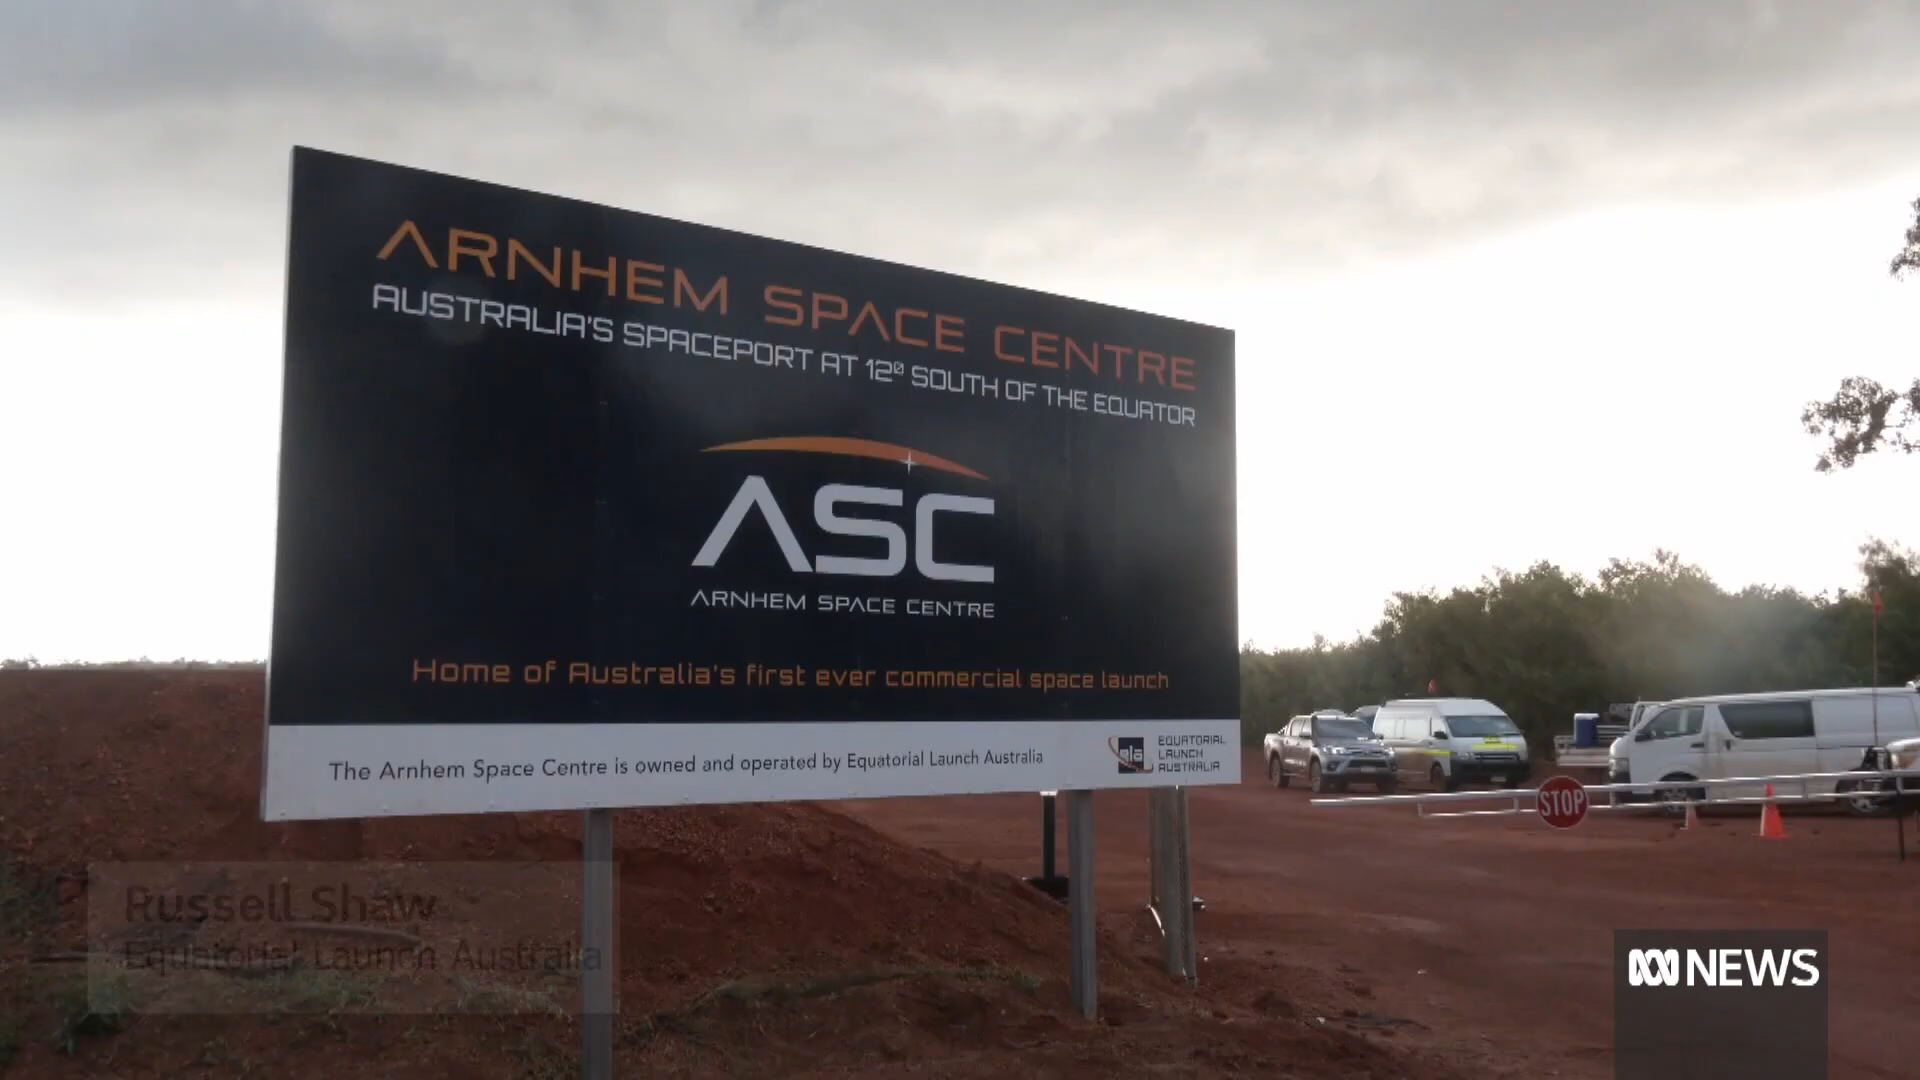 ARNHEM SPACE CENTRE
AUSTRALIA'S SPACEPORT AT 12º SOUTH OF THE EQUATOR
ASC
ARNHEM SPACE CENTRE
Home of Australia's first ever commercial space launch
The Arnhem Space Centre is owned and operated by Equatorial Launch Australia
ela
EQUATORIAL
LAUNCH
AUSTRALIA
STOP
Russell Shaw
Equatorial Launch Australia
NEWS